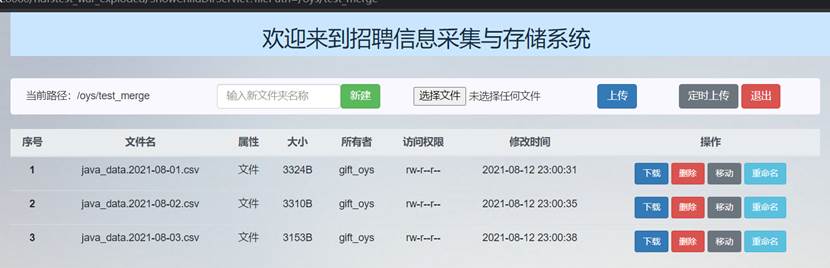 欢迎来到招聘信息采集与存储系统
当前路径：/oys/test_merge 输入新文件夹名称 新建 选择文件 未选择任何文件 上传 定时上传 退出
序号 文件名 属性 大小 所有者 访问权限 修改时间 操作
1 java_data.2021-08-01.csv 文件 3324B gift_oys rw-r--r-- 2021-08-12 23:00:31 下载 删除 移动 重命名
2 java_data.2021-08-02.csv 文件 3310B gift_oys rw-r--r-- 2021-08-12 23:00:35 下载 删除 移动 重命名
3 java_data.2021-08-03.csv 文件 3153B gift_oys rw-r--r-- 2021-08-12 23:00:38 下载 删除 移动 重命名